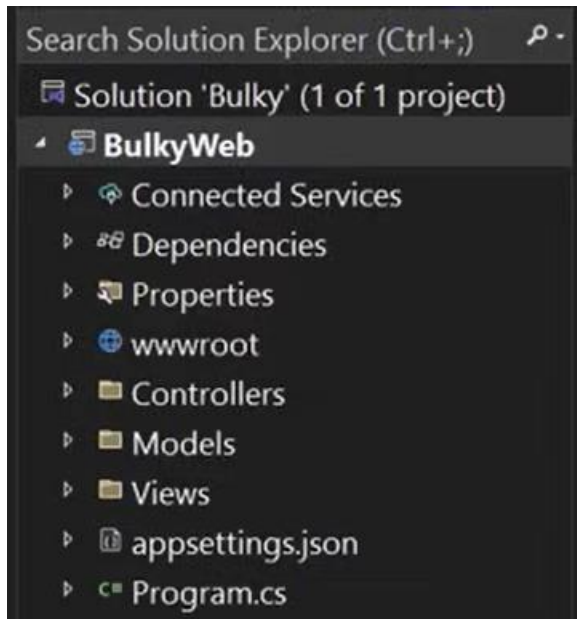 Search Solution Explorer (Ctrl+;)
Solution 'Bulky' (1 of 1 project)
BulkyWeb
Connected Services
Dependencies
Properties
wwwroot
Controllers
Models
Views
appsettings.json
C# Program.cs